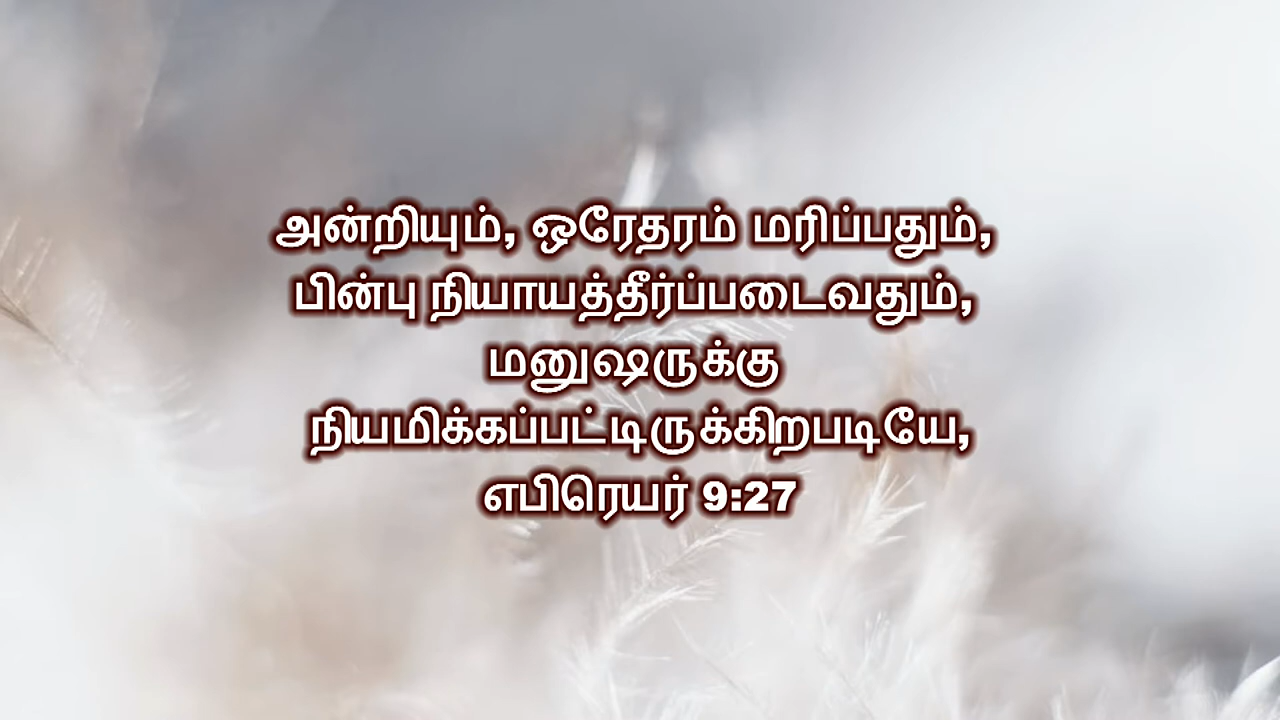 அன்றியும், ஒரேதரம் மரிப்பதும்,
பின்பு நியாயத்தீர்ப்படைவதும்,
மனுஷருக்கு
நியமிக்கப்பட்டிருக்கிறபடியே,
எபிரெயர் 9:27